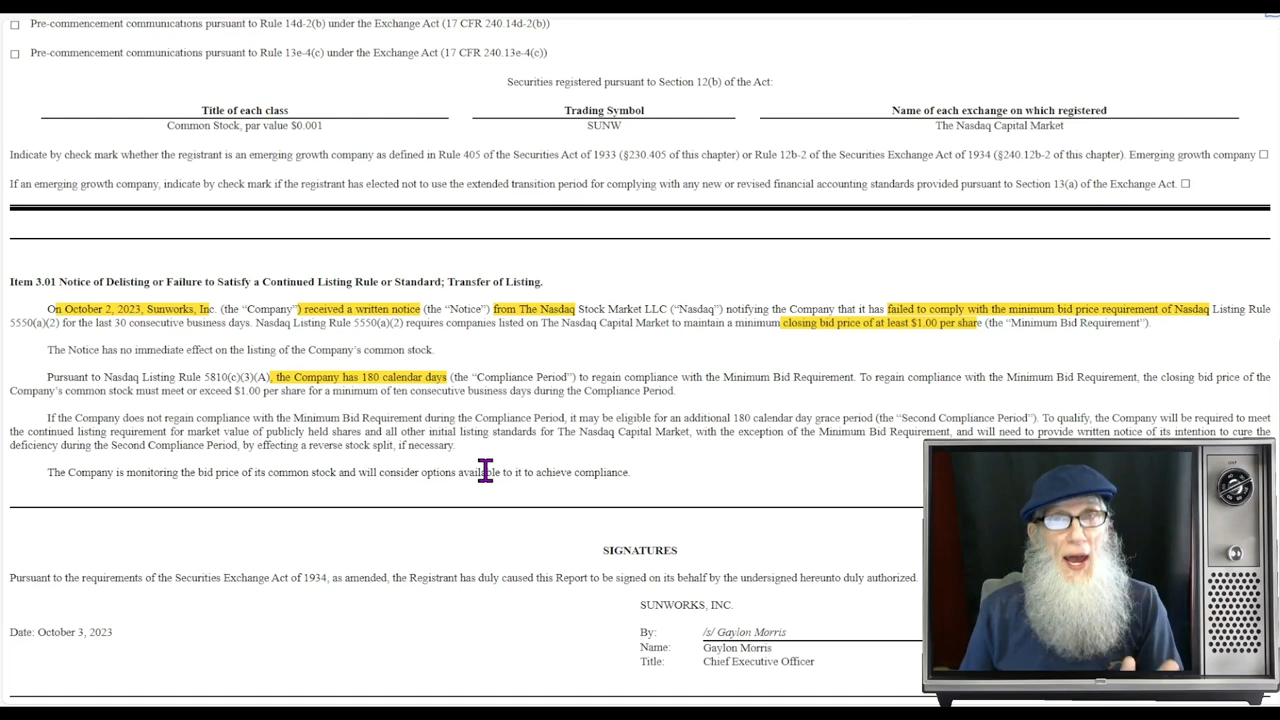 ☐ Pre-commencement communications pursuant to Rule 14d-2(b) under the Exchange Act (17 CFR 240.14d-2(b))
☐ Pre-commencement communications pursuant to Rule 13e-4(c) under the Exchange Act (17 CFR 240.13e-4(c))
Securities registered pursuant to Section 12(b) of the Act:
Title of each class Trading Symbol Name of each exchange on which registered
Common Stock, par value $0.001 SUNW The Nasdaq Capital Market
Indicate by check mark whether the registrant is an emerging growth company as defined in Rule 405 of the Securities Act of 1933 (§230.405 of this chapter) or Rule 12b-2 of the Securities Exchange Act of 1934 (§240.12b-2 of this chapter). Emerging growth company ☐
If an emerging growth company, indicate by check mark if the registrant has elected not to use the extended transition period for complying with any new or revised financial accounting standards provided pursuant to Section 13(a) of the Exchange Act. ☐
Item 3.01 Notice of Delisting or Failure to Satisfy a Continued Listing Rule or Standard; Transfer of Listing.
On October 2, 2023, Sunworks, Inc. (the “Company”) received a written notice (the “Notice”) from The Nasdaq Stock Market LLC (“Nasdaq”) notifying the Company that it has failed to comply with the minimum bid price requirement of Nasdaq Listing Rule
5550(a)(2) for the last 30 consecutive business days. Nasdaq Listing Rule 5550(a)(2) requires companies listed on The Nasdaq Capital Market to maintain a minimum closing bid price of at least $1.00 per share (the “Minimum Bid Requirement”).
The Notice has no immediate effect on the listing of the Company’s common stock.
Pursuant to Nasdaq Listing Rule 5810(c)(3)(A), the Company has 180 calendar days (the “Compliance Period”) to regain compliance with the Minimum Bid Requirement. To regain compliance with the Minimum Bid Requirement, the closing bid price of the
Company’s common stock must meet or exceed $1.00 per share for a minimum of ten consecutive business days during the Compliance Period.
If the Company does not regain compliance with the Minimum Bid Requirement during the Compliance Period, it may be eligible for an additional 180 calendar day grace period (the “Second Compliance Period”). To qualify, the Company will be required to meet
the continued listing requirement for market value of publicly held shares and all other initial listing standards for The Nasdaq Capital Market, with the exception of the Minimum Bid Requirement, and will need to provide written notice of its intention to cure the
deficiency during the Second Compliance Period, by effecting a reverse stock split, if necessary.
The Company is monitoring the bid price of its common stock and will consider options available to it to achieve compliance.
SIGNATURES
Pursuant to the requirements of the Securities Exchange Act of 1934, as amended, the Registrant has duly caused this Report to be signed on its behalf by the undersigned hereunto duly authorized.
SUNWORKS, INC.
Date: October 3, 2023 By: /s/ Gaylon Morris
Name: Gaylon Morris
Title: Chief Executive Officer